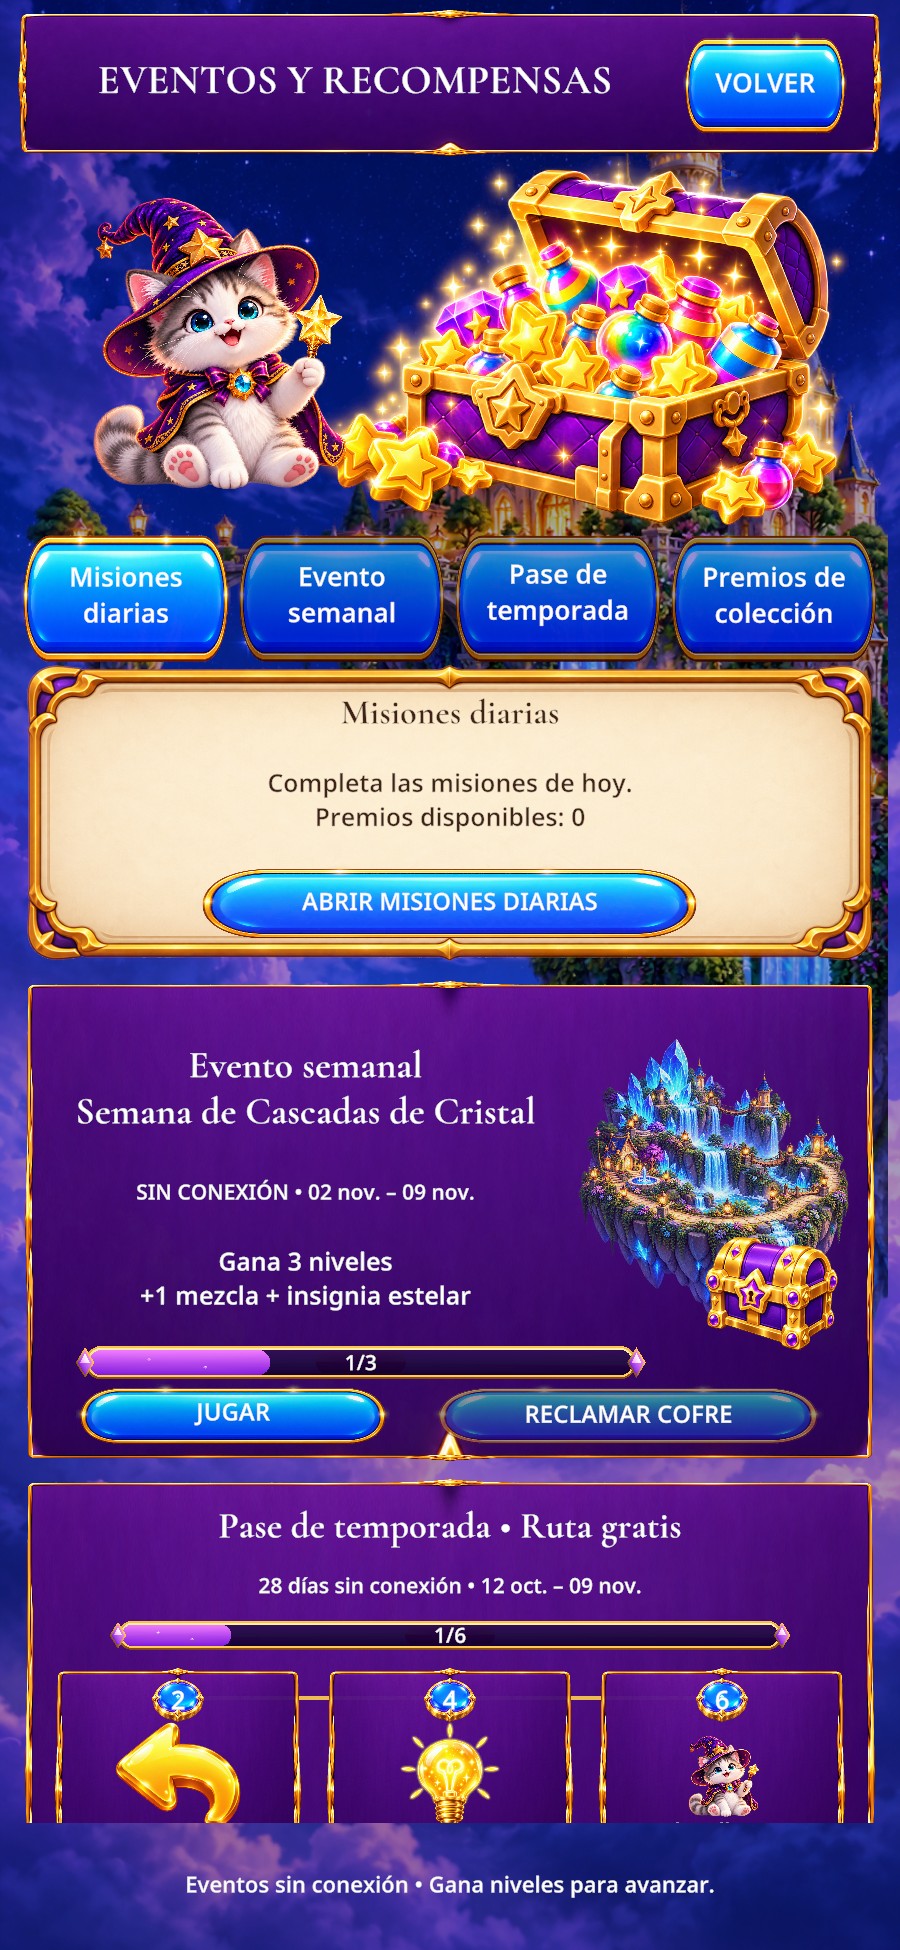 EVENTOS Y RECOMPENSAS
VOLVER
Misiones
diarias
Evento
semanal
Pase de
temporada
Premios de
colección
Misiones diarias
Completa las misiones de hoy.
Premios disponibles: 0
ABRIR MISIONES DIARIAS
Evento semanal
Semana de Cascadas de Cristal
SIN CONEXIÓN • 02 nov. – 09 nov.
Gana 3 niveles
+1 mezcla + insignia estelar
1/3
JUGAR
RECLAMAR COFRE
Pase de temporada • Ruta gratis
28 días sin conexión • 12 oct. – 09 nov.
1/6
2
4
6
Eventos sin conexión • Gana niveles para avanzar.